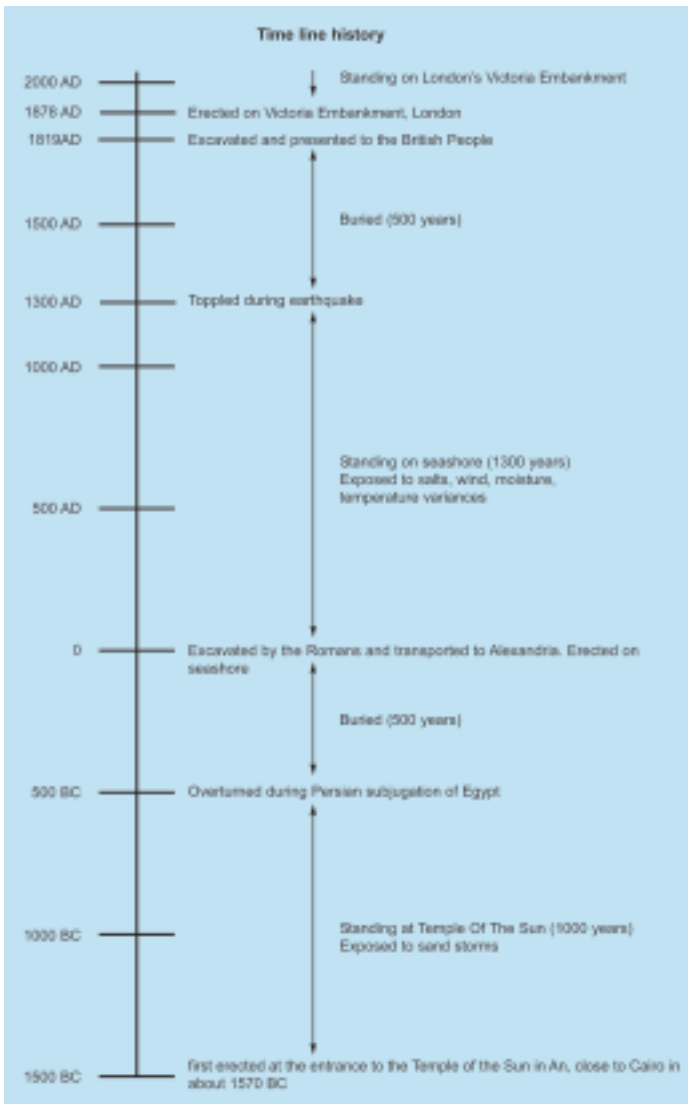 Time line history
2000 AD
Standing on London's Victoria Embankment
1878 AD
Erected on Victoria Embankment, London
1819AD
Excavated and presented to the British People
Buried (500 years)
1500 AD
1300 AD
Toppled during earthquake
1000 AD
Standing on seashore (1300 years)
Exposed to salts, wind, moisture,
temperature variances
500 AD
0
Excavated by the Romans and transported to Alexandria. Erected on
seashore
Buried (500 years)
500 BC
Overturned during Persian subjugation of Egypt
1000 BC
Standing at Temple Of The Sun (1000 years)
Exposed to sand storms
1500 BC
first erected at the entrance to the Temple of the Sun in An, close to Cairo in
about 1570 BC